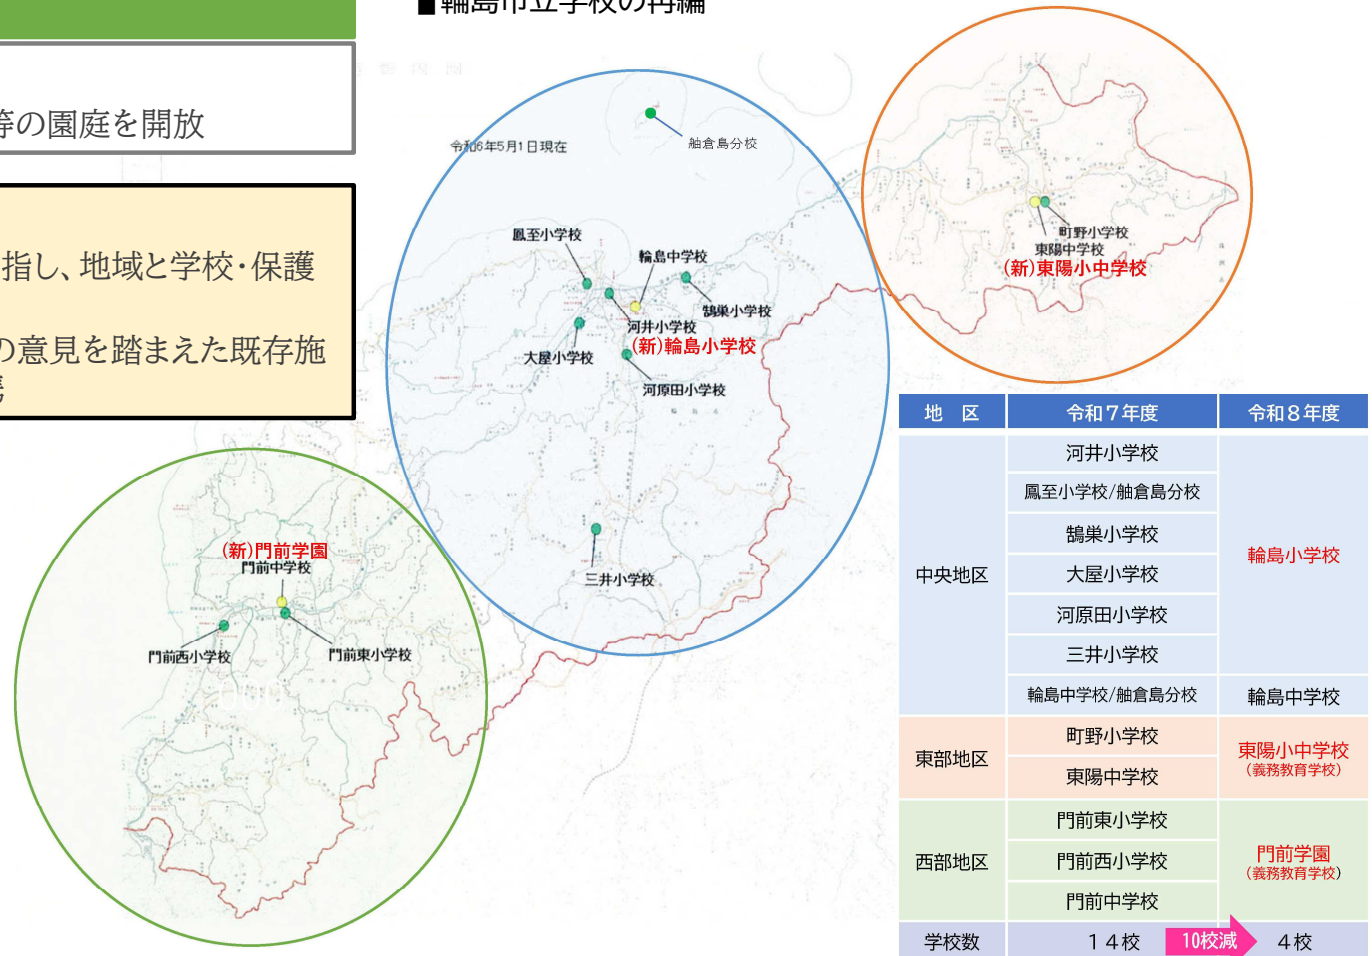 ■輪島市立学校の再編
等の園庭を開放
指し、地域と学校・保護
の意見を踏まえた既存施
令和6年5月1日現在
舳倉島分校
鳳至小学校
輪島中学校
鵠巣小学校
河井小学校
(新)輪島小学校
大屋小学校
河原田小学校
三井小学校
町野小学校
東陽中学校
(新)東陽小中学校
(新)門前学園
門前中学校
門前西小学校
門前東小学校
地 区 令和７年度 令和８年度
中央地区
河井小学校
鳳至小学校/舳倉島分校
鵠巣小学校
大屋小学校
河原田小学校
三井小学校
輪島小学校
輪島中学校/舳倉島分校 輪島中学校
東部地区
町野小学校
東陽中学校
東陽小中学校
(義務教育学校)
西部地区
門前東小学校
門前西小学校
門前中学校
門前学園
(義務教育学校)
学校数 １４校 10校減 ４校